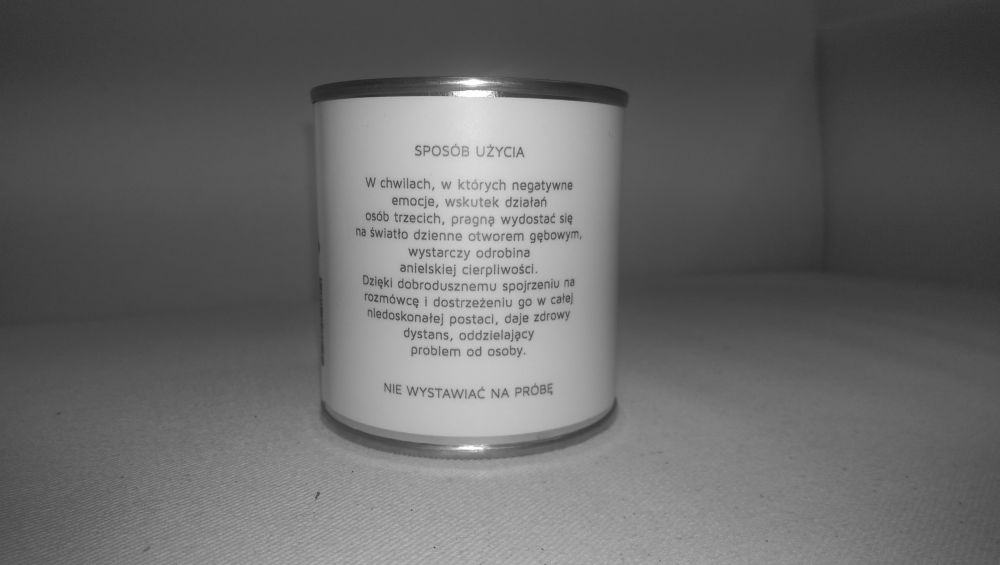 SPOSÓB UŻYCIA
W chwilach, w których negatywne
emocje, wskutek działań
osób trzecich, pragną wydostać się
na światło dzienne otworem gębowym,
wystarczy odrobina
anielskiej cierpliwości.
Dzięki dobrodusznemu spojrzeniu na
rozmówcę i dostrzeżeniu go w całej
niedoskonałej postaci, daje zdrowy
dystans, oddzielający
problem od osoby.
NIE WYSTAWIAĆ NA PRÓBĘ